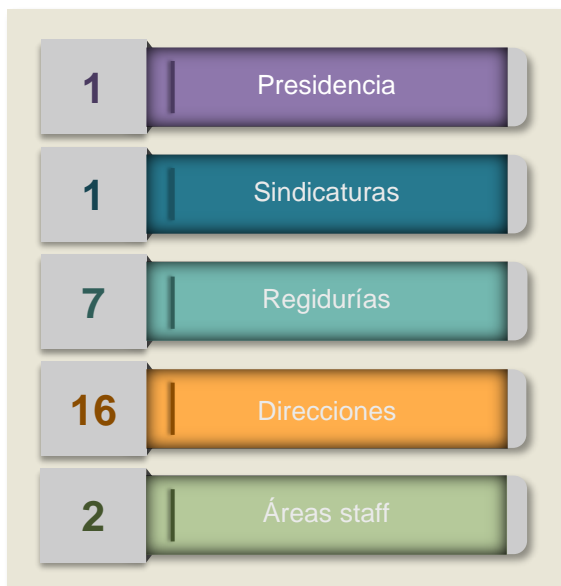 1 Presidencia
1 Sindicaturas
7 Regidurías
16 Direcciones
2 Áreas staff